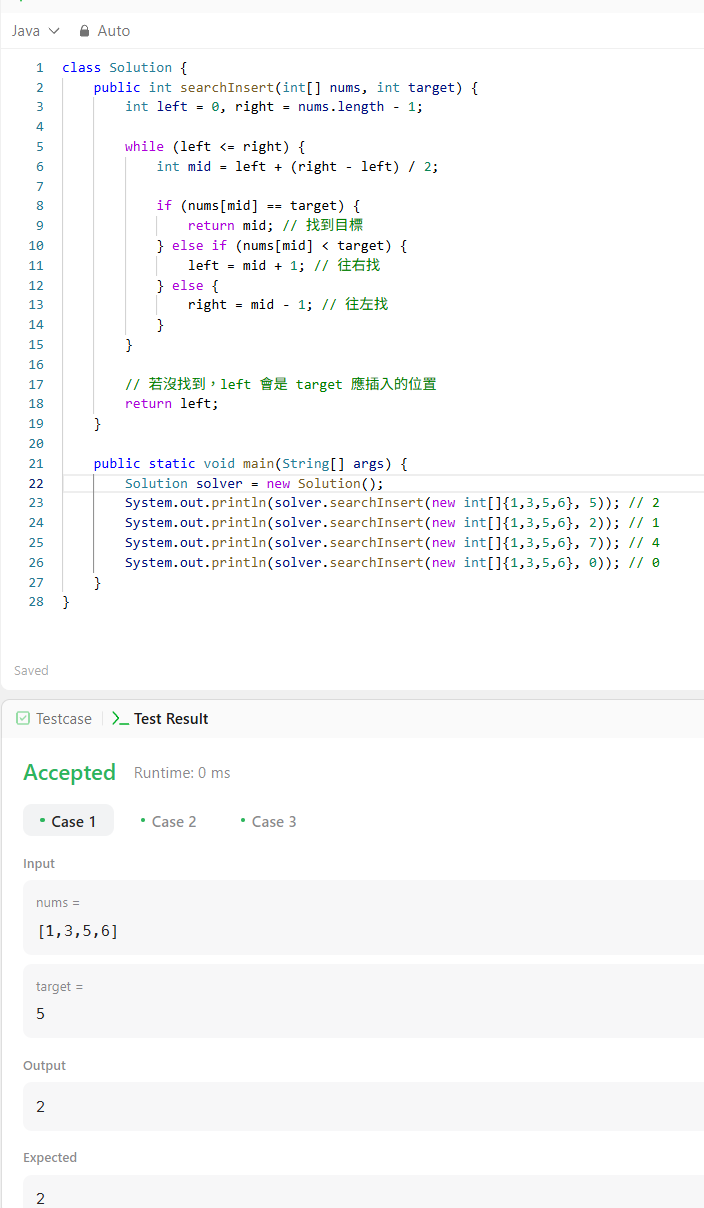 Java Auto
1 class Solution {
2 public int searchInsert(int[] nums, int target) {
3 int left = 0, right = nums.length - 1;
4
5 while (left <= right) {
6 int mid = left + (right - left) / 2;
7
8 if (nums[mid] == target) {
9 return mid; // 找到目標
10 } else if (nums[mid] < target) {
11 left = mid + 1; // 往右找
12 } else {
13 right = mid - 1; // 往左找
14 }
15 }
16
17 // 若沒找到，left 會是 target 應插入的位置
18 return left;
19 }
20
21 public static void main(String[] args) {
22 Solution solver = new Solution();
23 System.out.println(solver.searchInsert(new int[]{1,3,5,6}, 5)); // 2
24 System.out.println(solver.searchInsert(new int[]{1,3,5,6}, 2)); // 1
25 System.out.println(solver.searchInsert(new int[]{1,3,5,6}, 7)); // 4
26 System.out.println(solver.searchInsert(new int[]{1,3,5,6}, 0)); // 0
27 }
28 }
Saved
Testcase >_ Test Result
Accepted Runtime: 0 ms
• Case 1 • Case 2 • Case 3
Input
nums =
[1,3,5,6]
target =
5
Output
2
Expected
2